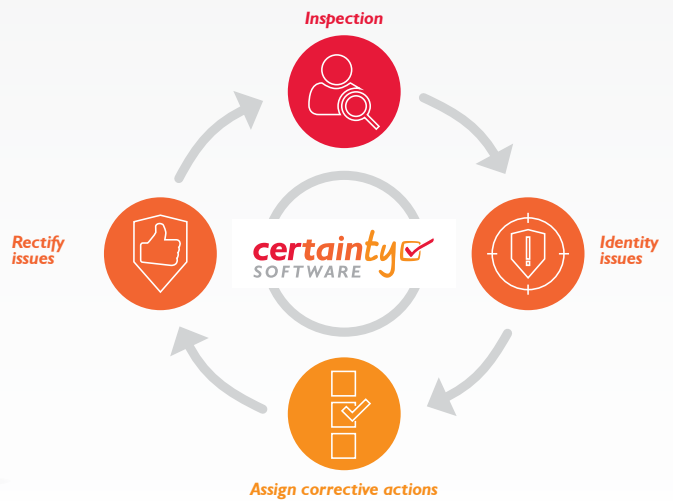 Inspection
Rectify
issues
certainty
SOFTWARE
Identity
issues
Assign corrective actions